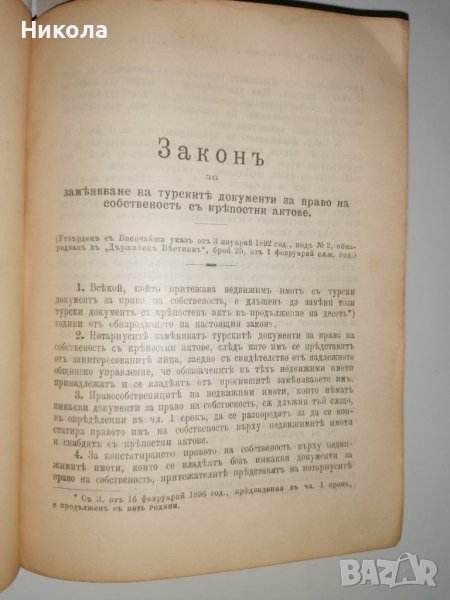 Никола
Законъ
за
замѣняване на турскитѣ документи за право на
собственость съ крѣпостни актове.
(Утвърденъ съ Височайши указъ отъ 3 януарий 1892 год., подъ № 2, обна-
родванъ въ „Държавенъ Вѣстникъ", брой 25, отъ 1 февруарий сѫщ. год.)
1. Всѣкой, който притежава недвижимъ имотъ съ турски
документъ за право на собственость, е длъженъ да замѣни този
турски документъ съ крѣпостенъ актъ въ продължение на десеть*)
години отъ обнародването на настоящия законъ.
2. Нотариуситѣ замѣняватъ турскитѣ документи за право на
собственость съ крѣпостни актове, слѣдъ като имъ се прѣдставятъ
отъ заинтересованитѣ лица, заедно съ свидѣтелство отъ надлежното
общинско управление, че обозначенитѣ въ тѣхъ недвижими имоти
принадлежатъ и се владѣятъ отъ просившитѣ замѣняването имъ.
3. Правособственицитѣ на недвижими имоти, които нѣматъ
никакви документи за право на собственость, сѫ длъжни тъй сѫщо,
въ опрѣдѣления въ чл. 1 срокъ, да се разпоредятъ за да се кон-
статира правото имъ на собственость върху недвижимитѣ имоти
и снабдятъ съ крѣпостни актове.
4. За констатирането правото на собственость върху недви-
жимитѣ имоти, които се владѣятъ безъ никакви документи за
право на собственость, притежателитѣ прѣдставятъ на нотариуситѣ
* Съ З. отъ 16 февруарий 1896 год., прѣдвидения въ чл. 1 срокъ,
е продълженъ съ петь години.
BAZAR